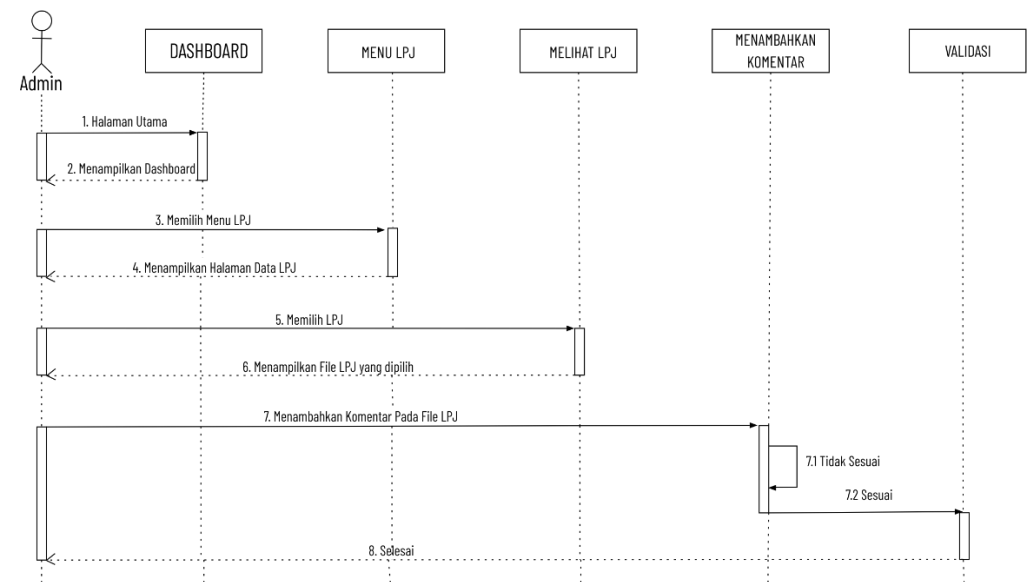 Admin
DASHBOARD
MENU LPJ
MELIHAT LPJ
MENAMBAHKAN
KOMENTAR
VALIDASI
1. Halaman Utama
2. Menampilkan Dashboard
3. Memilih Menu LPJ
4. Menampilkan Halaman Data LPJ
5. Memilih LPJ
6. Menampilkan File LPJ yang dipilih
7. Menambahkan Komentar Pada File LPJ
7.1 Tidak Sesuai
7.2 Sesuai
8. Selesai